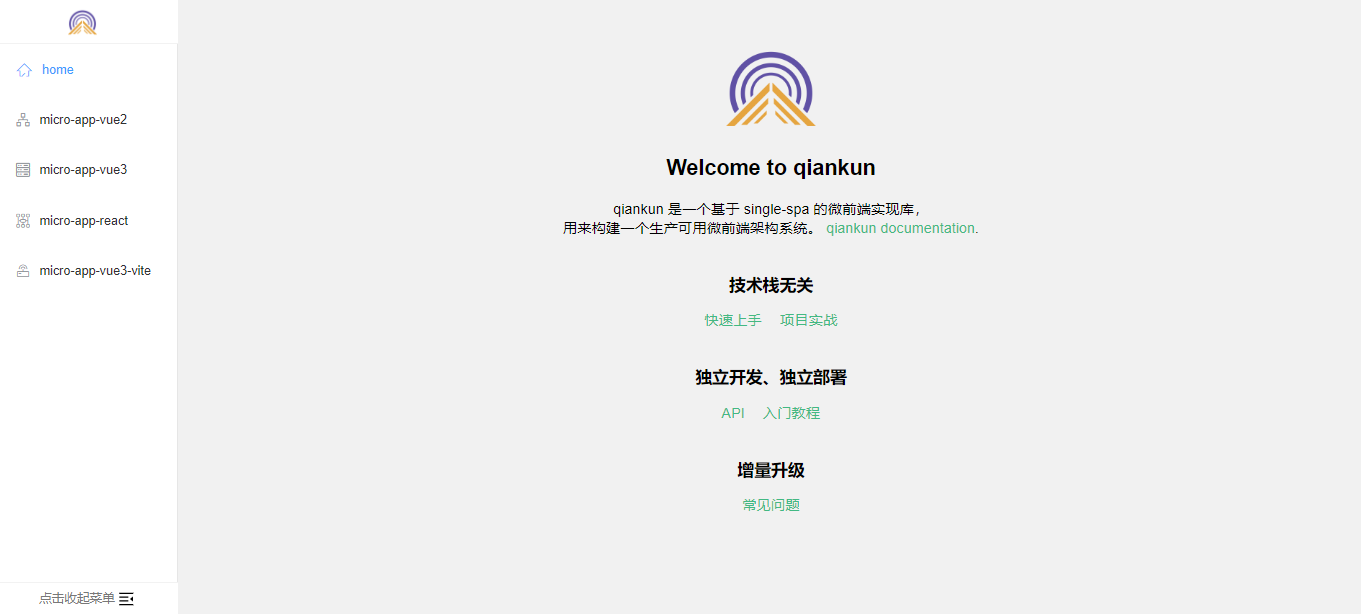 home
micro-app-vue2
micro-app-vue3
micro-app-react
micro-app-vue3-vite
点击收起菜单
Welcome to qiankun
qiankun 是一个基于 single-spa 的微前端实现库，
用来构建一个生产可用微前端架构系统。 qiankun documentation.
技术栈无关
快速上手 项目实战
独立开发、独立部署
API 入门教程
增量升级
常见问题